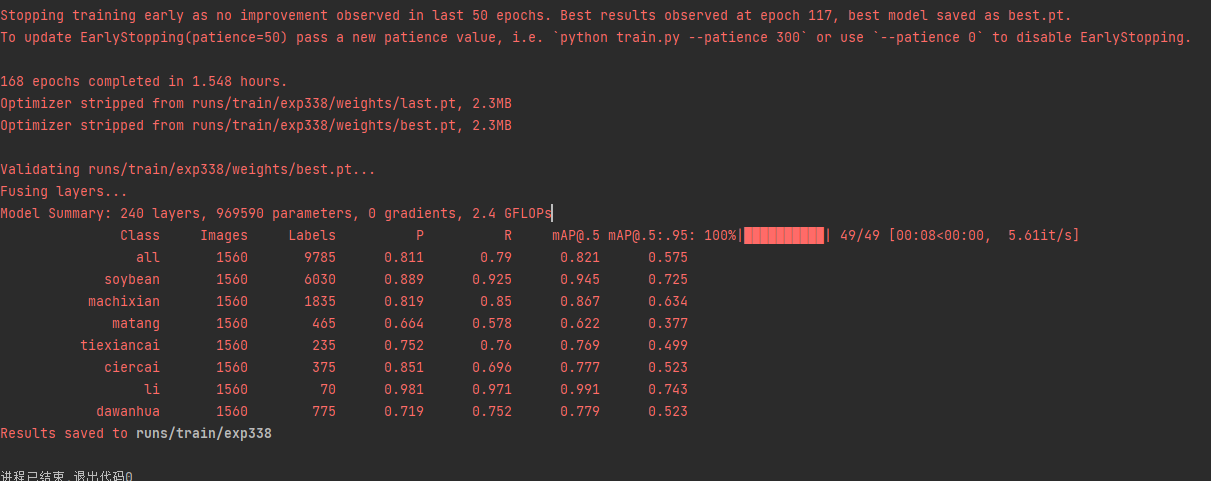 Stopping training early as no improvement observed in last 50 epochs. Best results observed at epoch 117, best model saved as best.pt.
To update EarlyStopping(patience=50) pass a new patience value, i.e. `python train.py --patience 300` or use `--patience 0` to disable EarlyStopping.
168 epochs completed in 1.548 hours.
Optimizer stripped from runs/train/exp338/weights/last.pt, 2.3MB
Optimizer stripped from runs/train/exp338/weights/best.pt, 2.3MB
Validating runs/train/exp338/weights/best.pt...
Fusing layers...
Model Summary: 240 layers, 969590 parameters, 0 gradients, 2.4 GFLOPs
Class Images Labels P R mAP@.5 mAP@.5:.95: 100%|██████████| 49/49 [00:08<00:00, 5.61it/s]
all 1560 9785 0.811 0.79 0.821 0.575
soybean 1560 6030 0.889 0.925 0.945 0.725
machixian 1560 1835 0.819 0.85 0.867 0.634
matang 1560 465 0.664 0.578 0.622 0.377
tiexiancai 1560 235 0.752 0.76 0.769 0.499
ciercai 1560 375 0.851 0.696 0.777 0.523
li 1560 70 0.981 0.971 0.991 0.743
dawanhua 1560 775 0.719 0.752 0.779 0.523
Results saved to runs/train/exp338
进程已结束,退出代码0